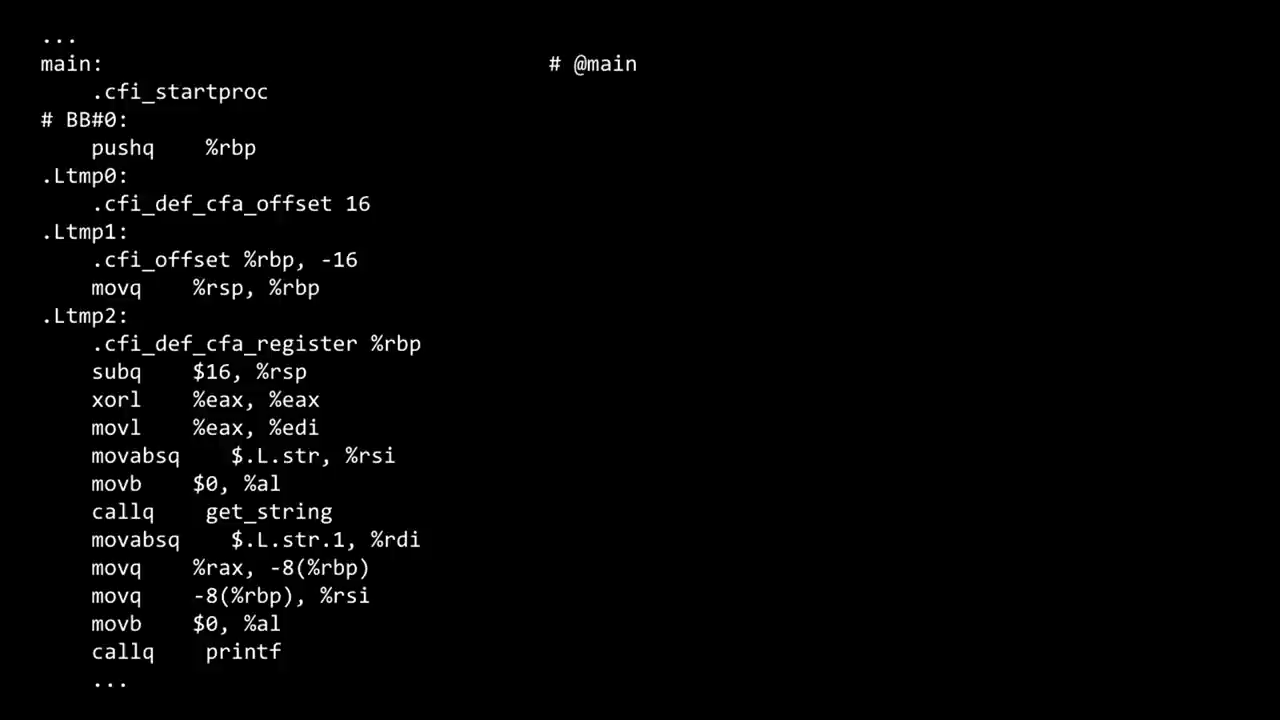 ...
main: # @main
.cfi_startproc
# BB#0:
pushq %rbp
.Ltmp0:
.cfi_def_cfa_offset 16
.Ltmp1:
.cfi_offset %rbp, -16
movq %rsp, %rbp
.Ltmp2:
.cfi_def_cfa_register %rbp
subq $16, %rsp
xorl %eax, %eax
movl %eax, %edi
movabsq $.L.str, %rsi
movb $0, %al
callq get_string
movabsq $.L.str.1, %rdi
movq %rax, -8(%rbp)
movq -8(%rbp), %rsi
movb $0, %al
callq printf
...